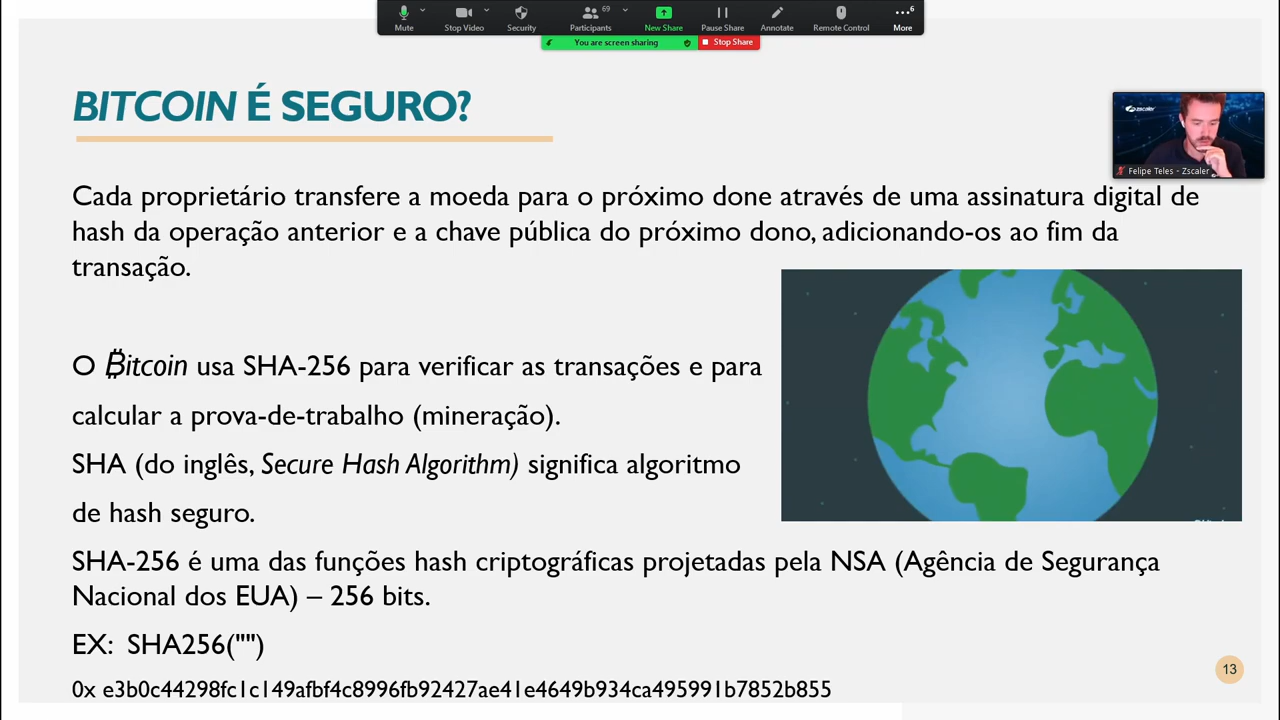 69
6
Mute
Stop Video
Security
Participants
New Share
Pause Share
Annotate
Remote Control
More
You are screen sharing
Stop Share
BITCOIN É SEGURO?
zscaler
Felipe Teles - Zscaler
Cada proprietário transfere a moeda para o próximo done através de uma assinatura digital de
hash da operação anterior e a chave pública do próximo dono, adicionando-os ao fim da
transação.
O ₿itcoin usa SHA-256 para verificar as transações e para
calcular a prova-de-trabalho (mineração).
SHA (do inglês, Secure Hash Algorithm) significa algoritmo
de hash seguro.
SHA-256 é uma das funções hash criptográficas projetadas pela NSA (Agência de Segurança
Nacional dos EUA) – 256 bits.
EX: SHA256("")
13
0x e3b0c44298fc1c149afbf4c8996fb92427ae41e4649b934ca495991b7852b855